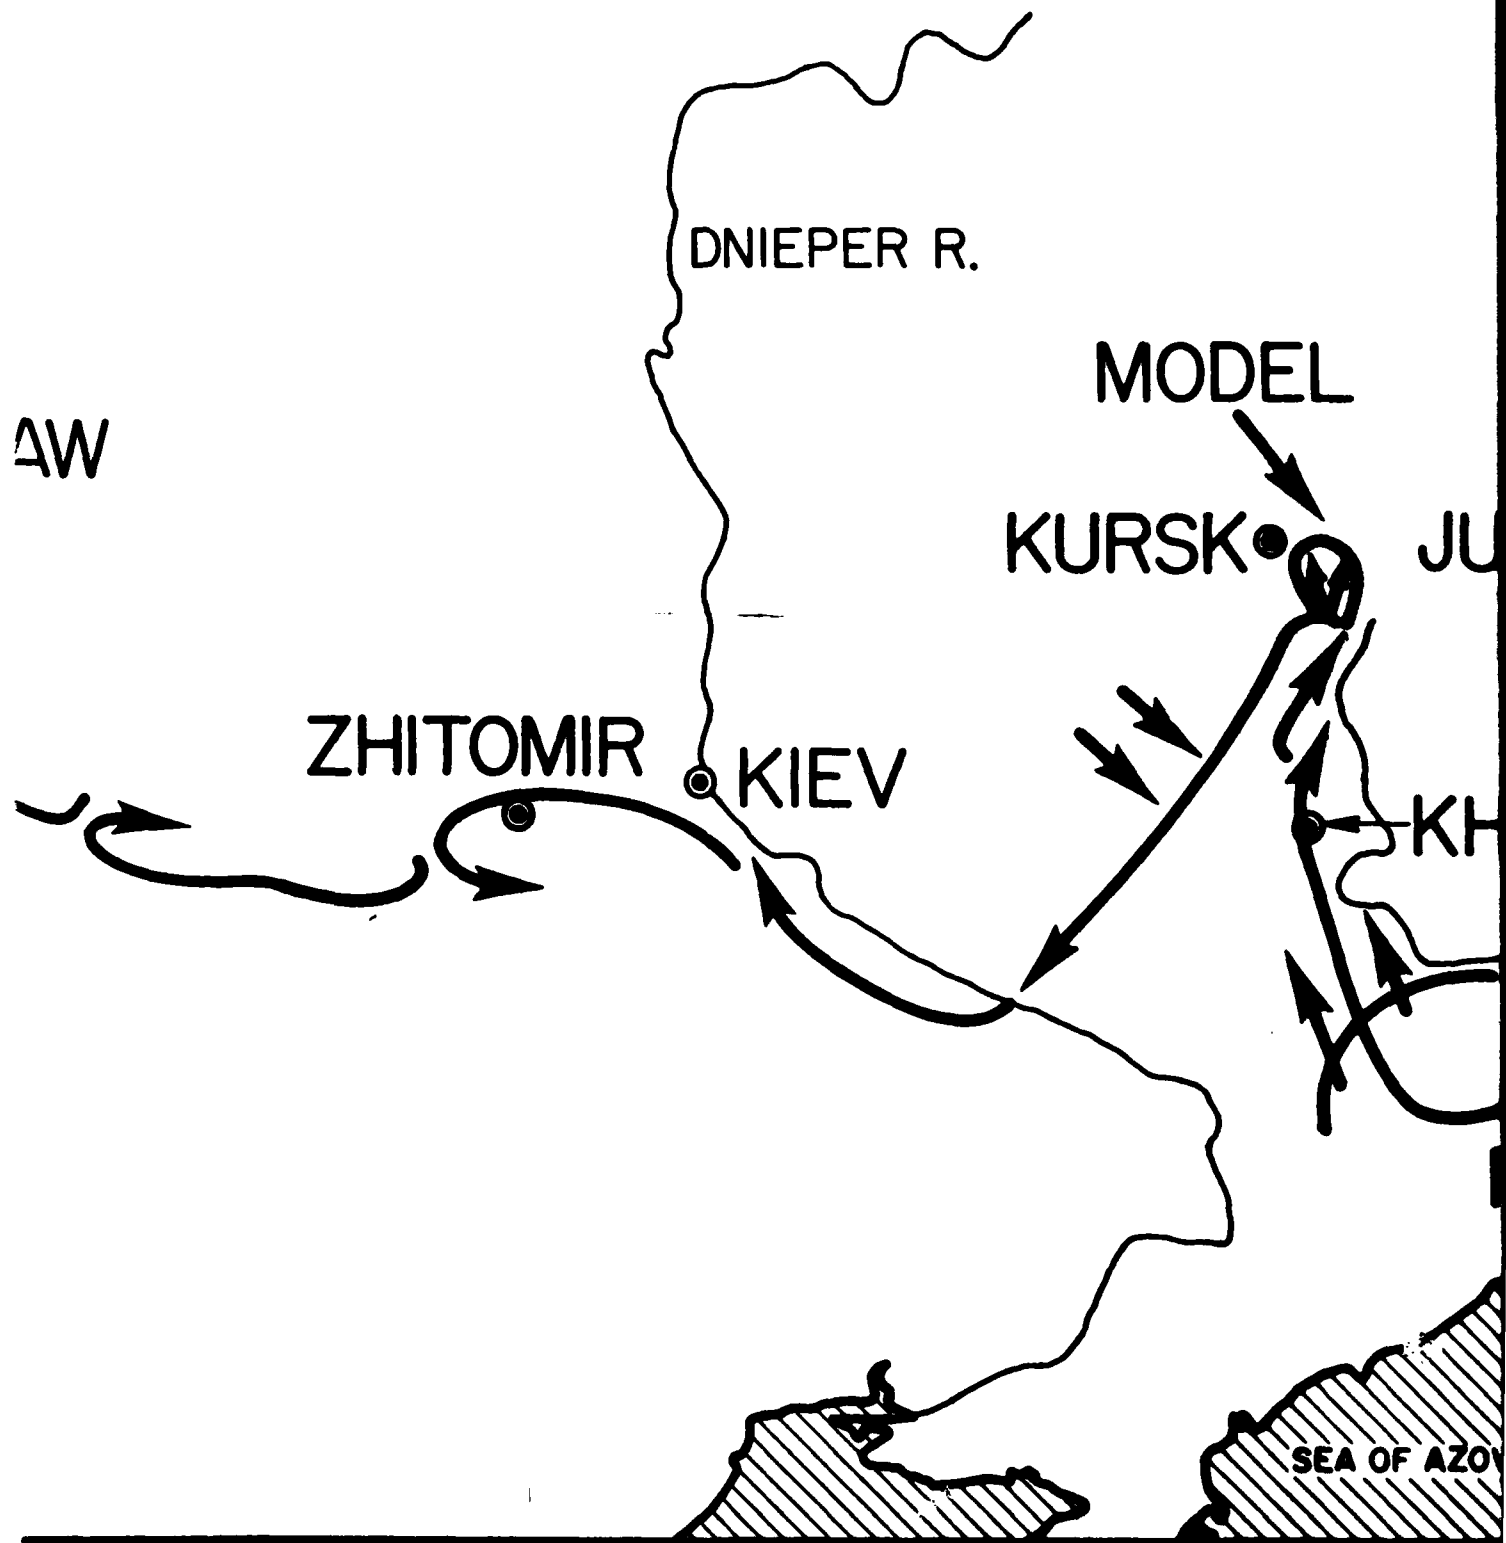 DNIEPER R.
MODEL
AW
KURSK
JU
ZHITOMIR
KIEV
KH
SEA OF AZOV